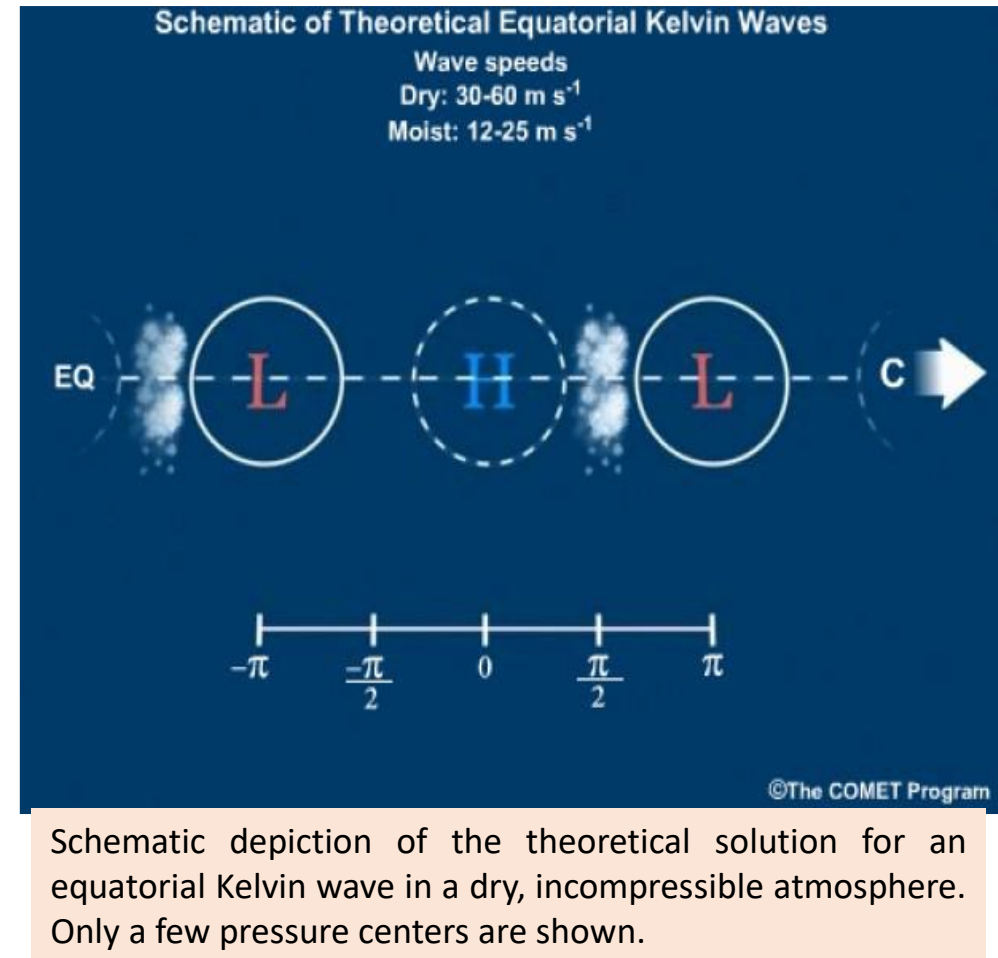 Schematic of Theoretical Equatorial Kelvin Waves
Wave speeds
Dry: 30-60 m s⁻¹
Moist: 12-25 m s⁻¹
EQ L H L C
-π -π/2 0 π/2 π
©The COMET Program
Schematic depiction of the theoretical solution for an
equatorial Kelvin wave in a dry, incompressible atmosphere.
Only a few pressure centers are shown.